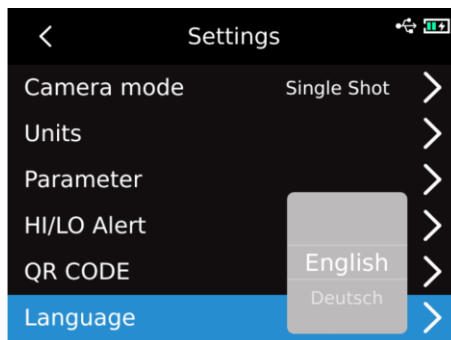 Settings
Camera mode Single Shot
Units
Parameter
HI/LO Alert
QR CODE
English
Deutsch
Language